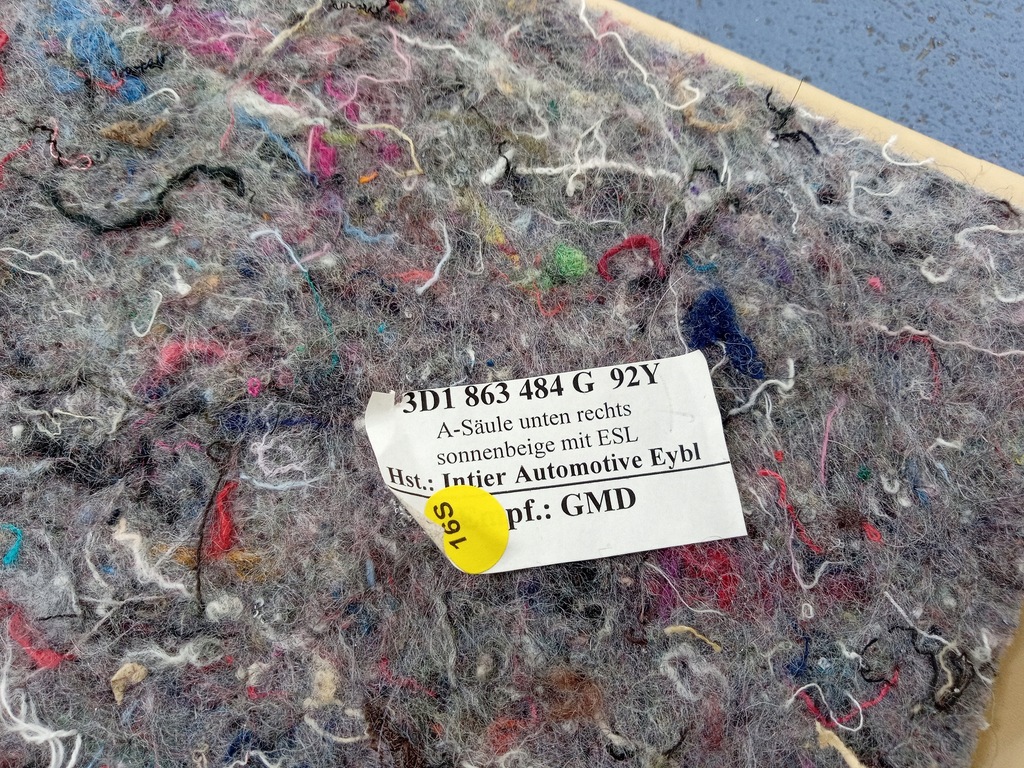 3D1 863 484 G 92Y
A-Säule unten rechts
sonnenbeige mit ESL
Hst.: Intier Automotive Eybl
pf.: GMD
16S